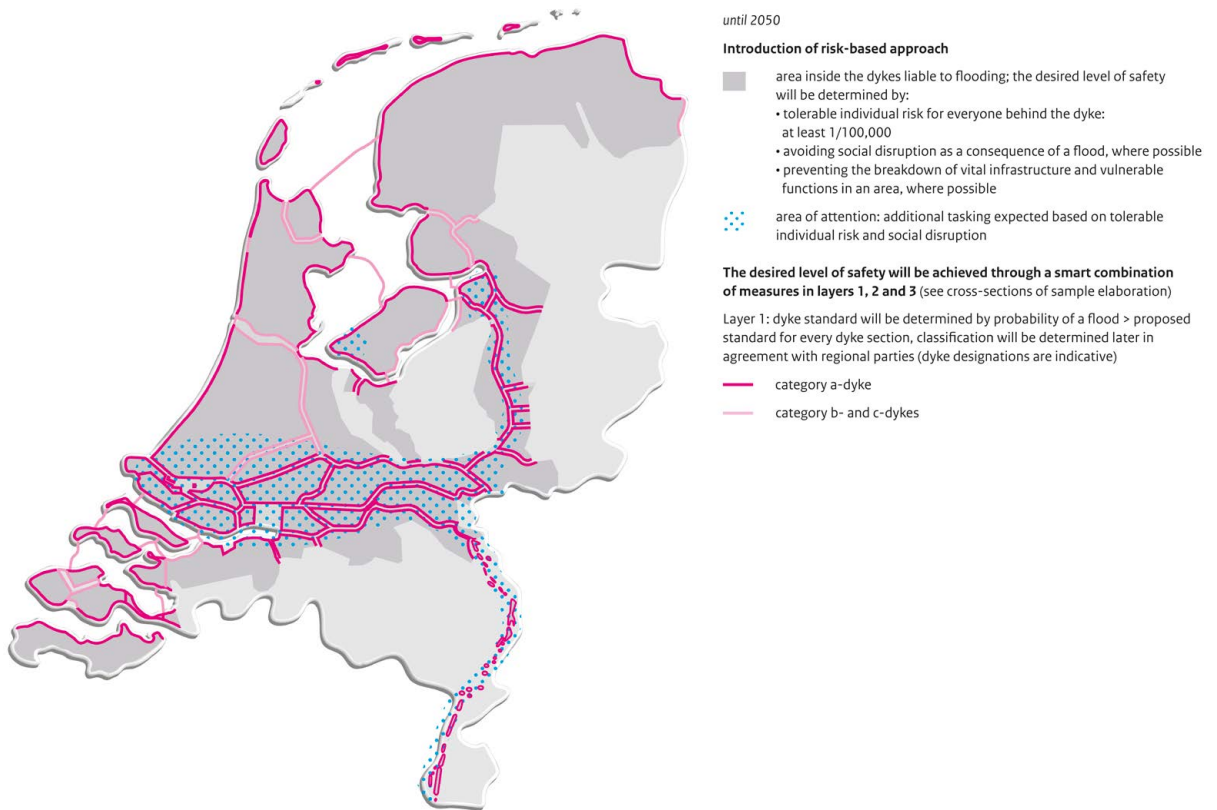 until 2050
Introduction of risk-based approach
area inside the dykes liable to flooding; the desired level of safety
will be determined by:
• tolerable individual risk for everyone behind the dyke:
at least 1/100,000
• avoiding social disruption as a consequence of a flood, where possible
• preventing the breakdown of vital infrastructure and vulnerable
functions in an area, where possible
area of attention: additional tasking expected based on tolerable
individual risk and social disruption
The desired level of safety will be achieved through a smart combination
of measures in layers 1, 2 and 3 (see cross-sections of sample elaboration)
Layer 1: dyke standard will be determined by probability of a flood > proposed
standard for every dyke section, classification will be determined later in
agreement with regional parties (dyke designations are indicative)
category a-dyke
category b- and c-dykes